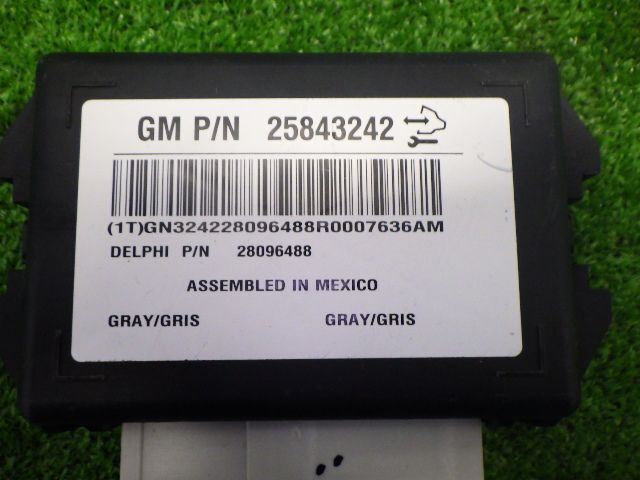 GM P/N 25843242
(1T)GN324228096488R0007636AM
DELPHI P/N 28096488
ASSEMBLED IN MEXICO
GRAY/GRIS GRAY/GRIS